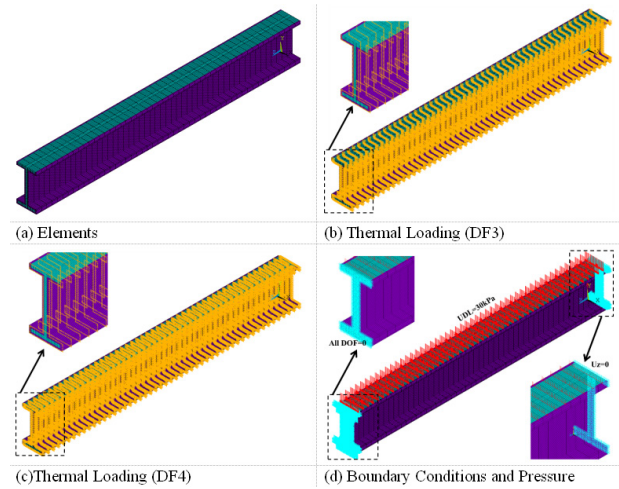 (a) Elements
(b) Thermal Loading (DF3)
UDL=30kPa
All DOF=0
Uz=0
(c)Thermal Loading (DF4)
(d) Boundary Conditions and Pressure